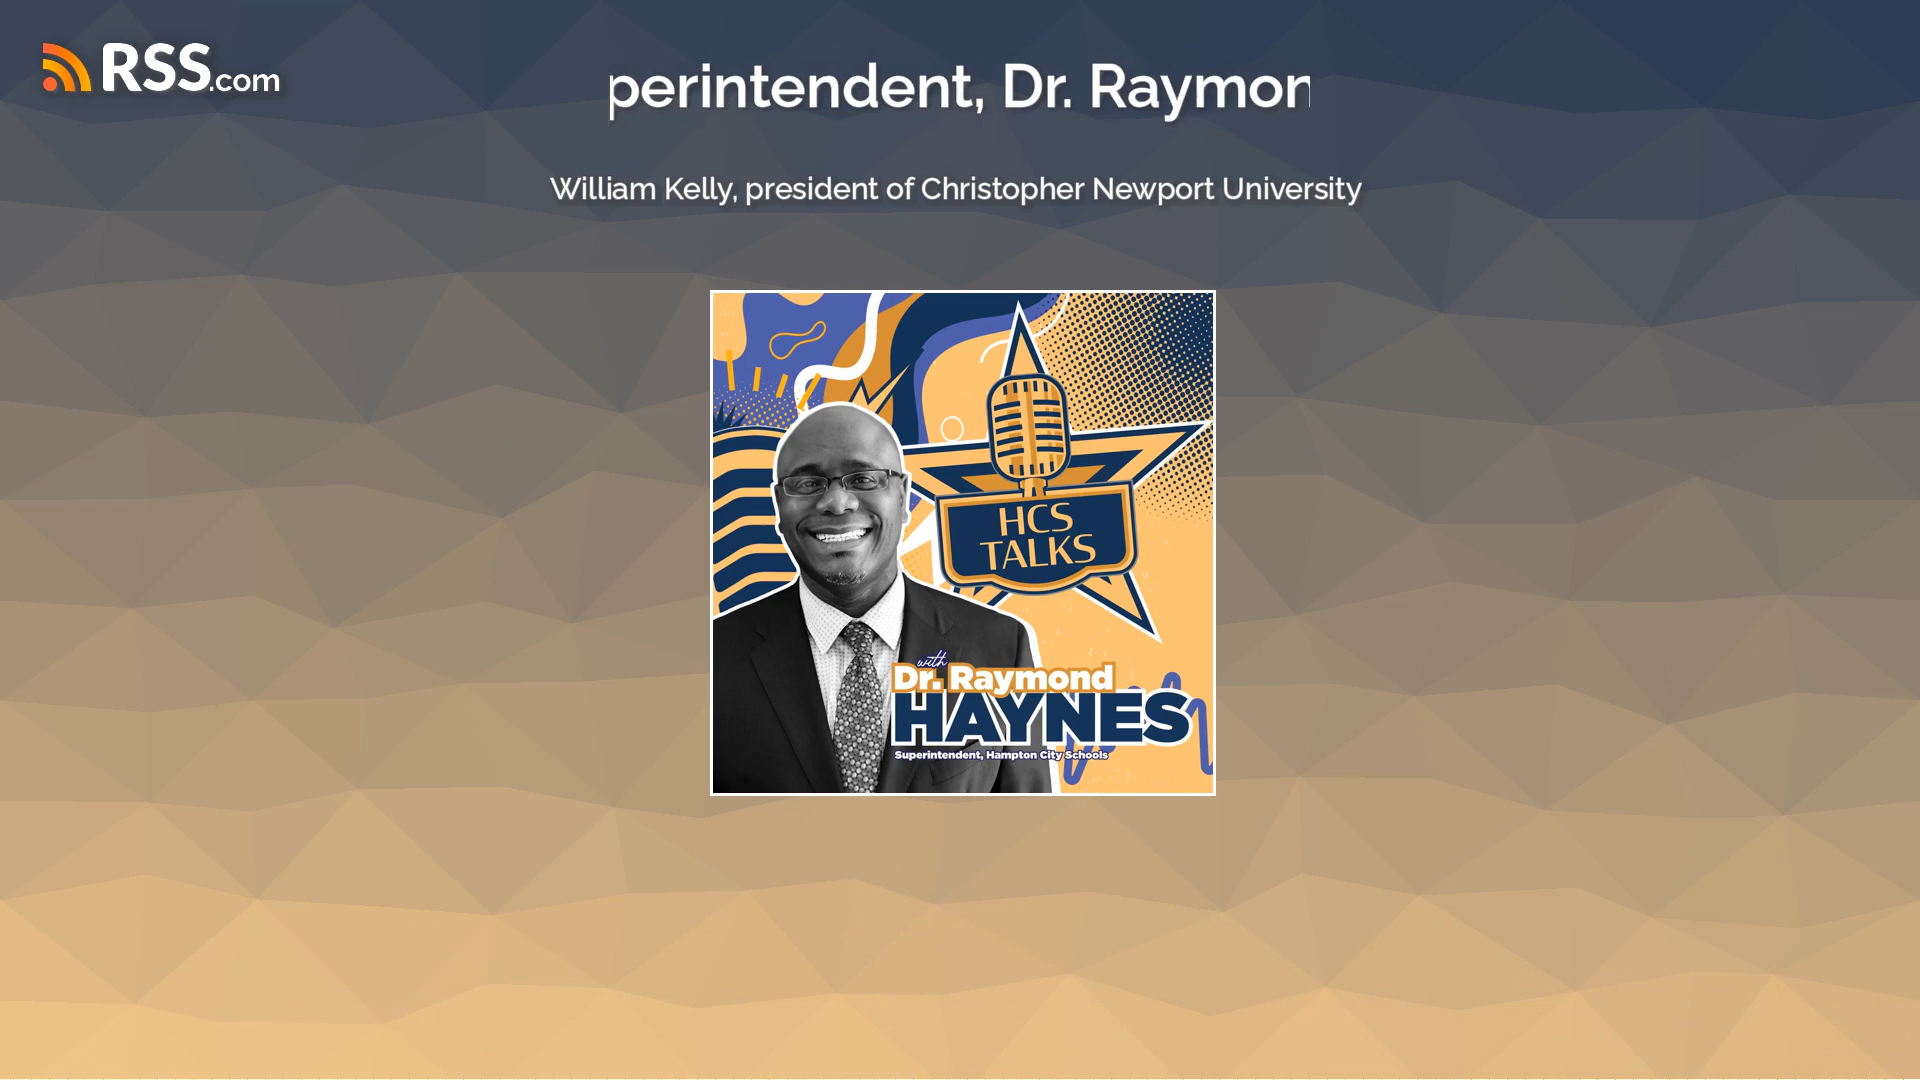 RSS.com
perintendent, Dr. Raymon
William Kelly, president of Christopher Newport University
HCS
TALKS
with
Dr. Raymond
HAYNES
Superintendent, Hampton City Schools